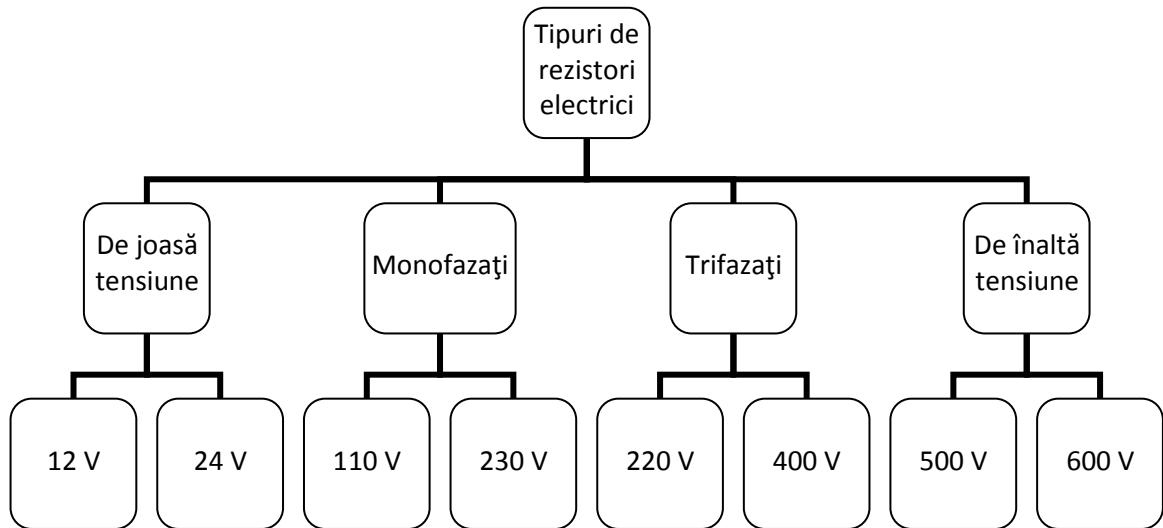 Tipuri de
rezistori
electrici
De joasă
tensiune
Monofazaţi
Trifazaţi
De înaltă
tensiune
12 V
24 V
110 V
230 V
220 V
400 V
500 V
600 V